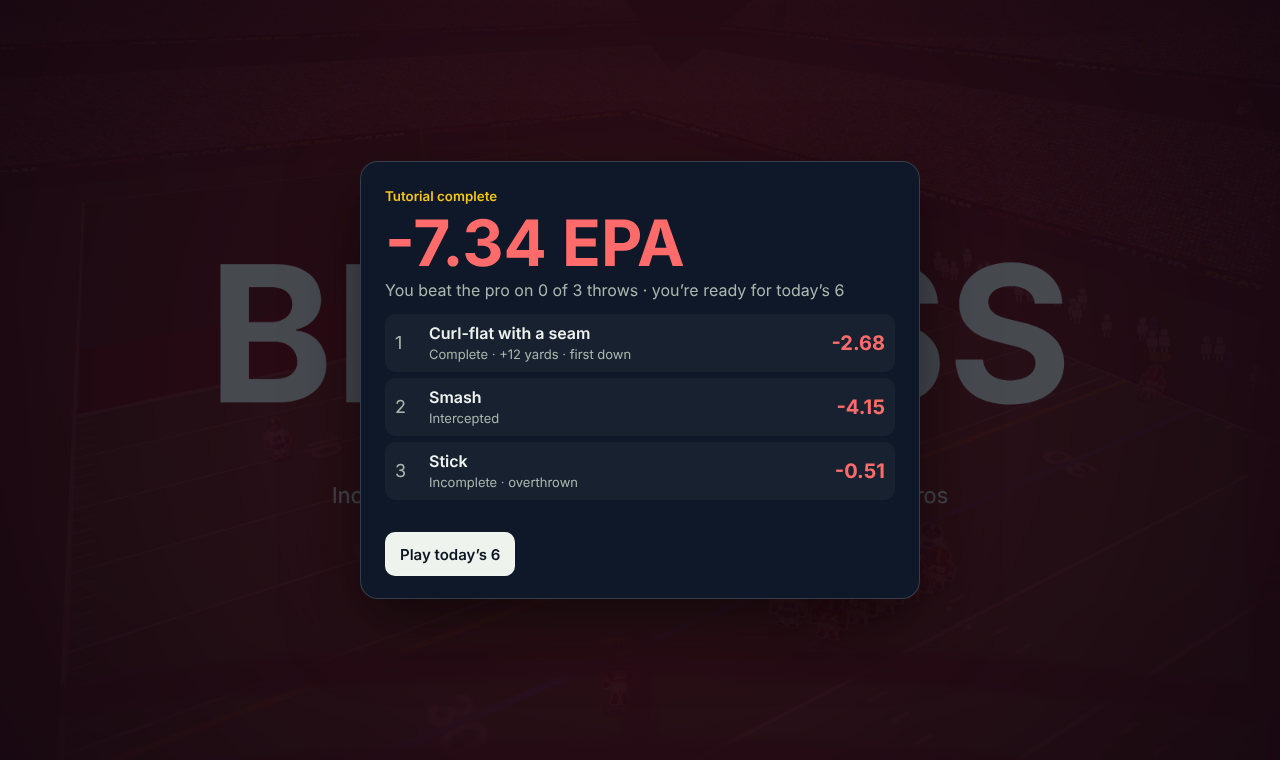 Tutorial complete
-7.34 EPA
You beat the pro on 0 of 3 throws · you’re ready for today’s 6
1 Curl-flat with a seam -2.68
Complete · +12 yards · first down
2 Smash -4.15
Intercepted
3 Stick -0.51
Incomplete · overthrown
Play today’s 6